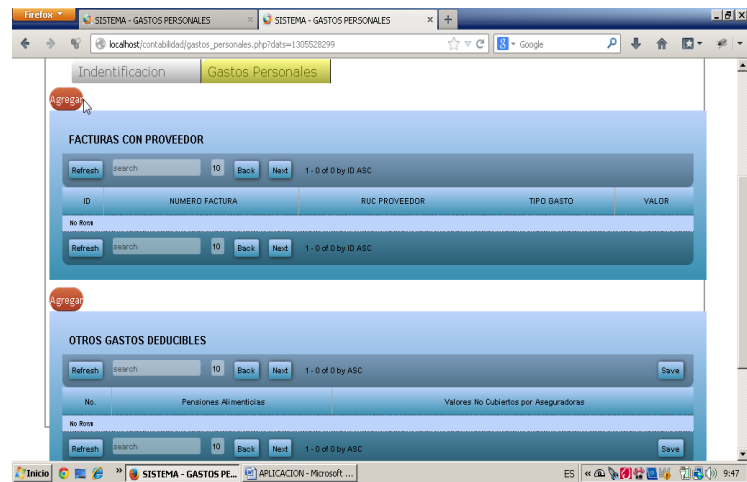 Firefox
SISTEMA - GASTOS PERSONALES × SISTEMA - GASTOS PERSONALES × +
localhost/contabilidad/gastos_personales.php?dats=1305528299 Google
Indentificacion Gastos Personales
Agregar
FACTURAS CON PROVEEDOR
Refresh search 10 Back Next 1 - 0 of 0 by ID ASC
ID NUMERO FACTURA RUC PROVEEDOR TIPO GASTO VALOR
No Rows
Refresh search 10 Back Next 1 - 0 of 0 by ID ASC
Agregar
OTROS GASTOS DEDUCIBLES
Refresh search 10 Back Next 1 - 0 of 0 by ASC Save
No. Pensiones Alimenticias Valores No Cubiertos por Aseguradoras
No Rows
Refresh search 10 Back Next 1 - 0 of 0 by ASC Save
Inicio » SISTEMA - GASTOS PE... APLICACION - Microsoft ... ES « 9:47